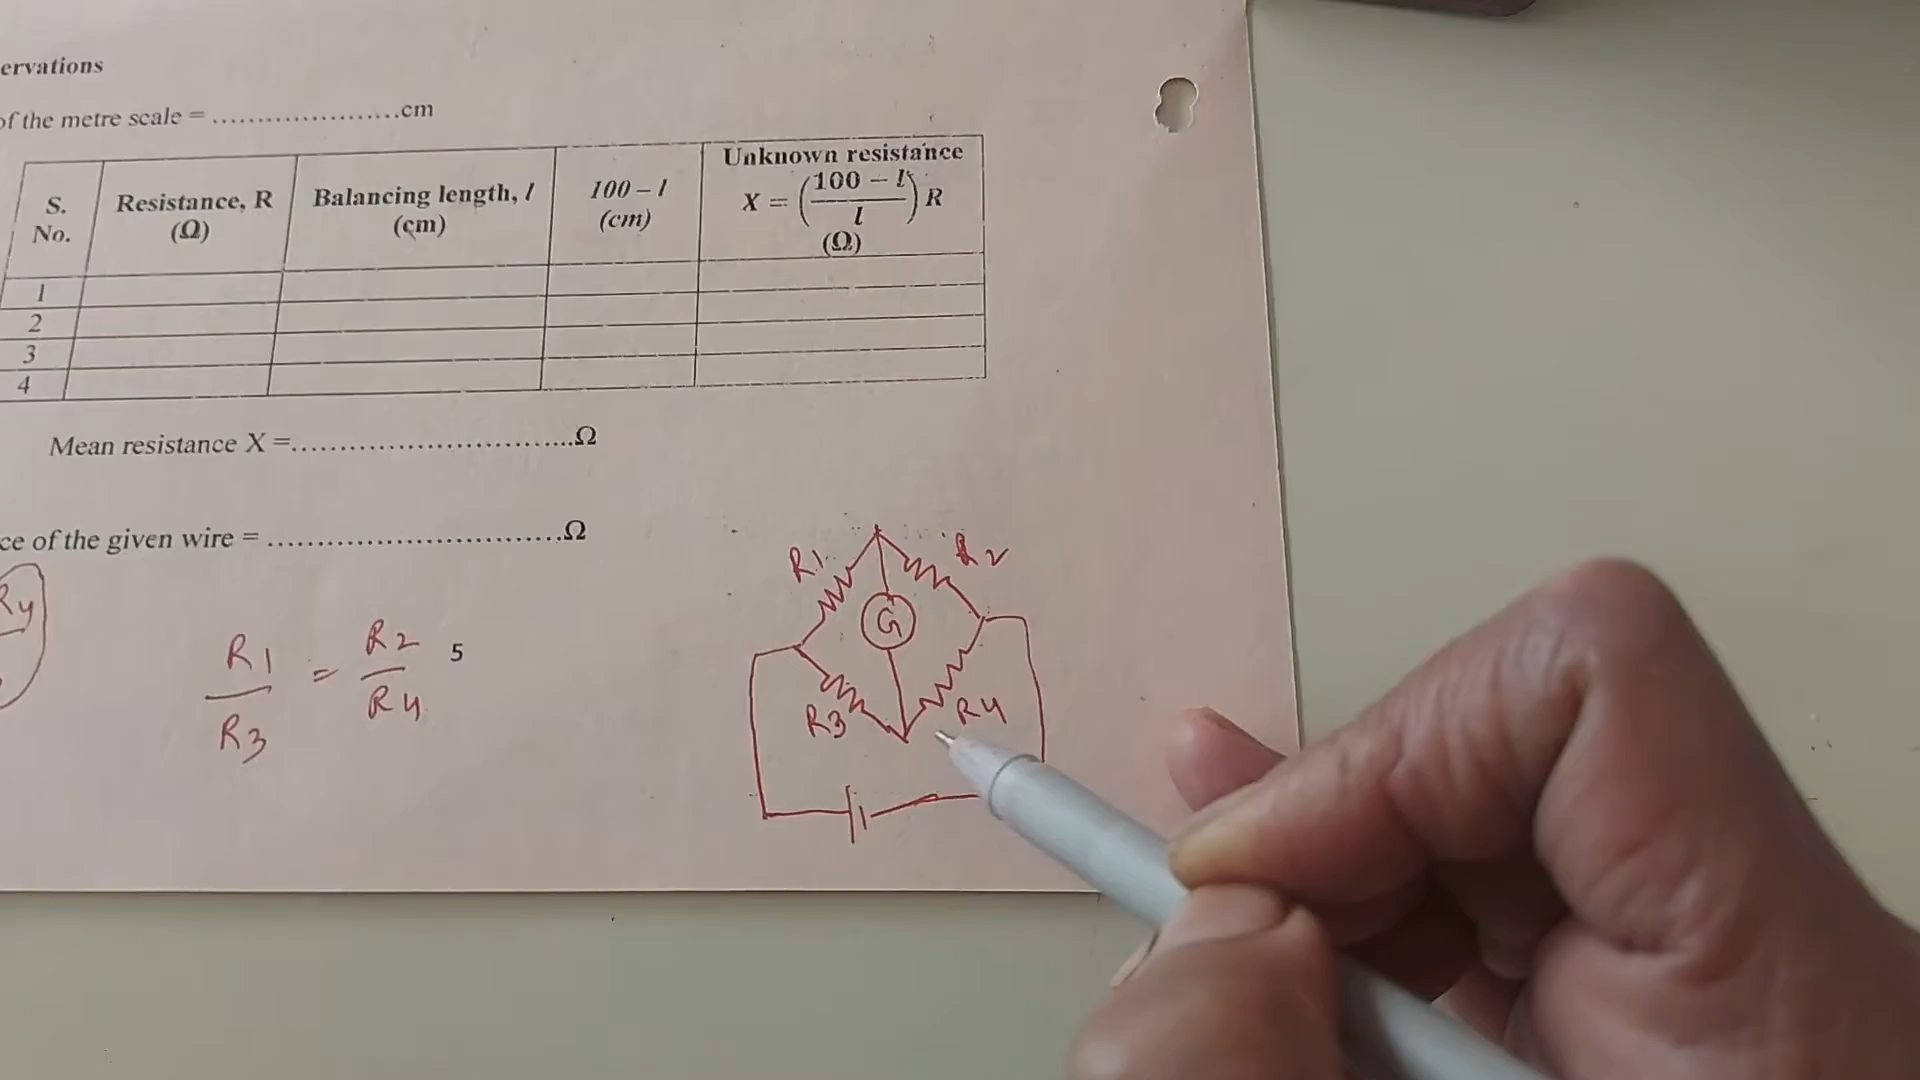 ervations
of the metre scale = .....................cm
S. No.
Resistance, R (Ω)
Balancing length, l (cm)
100 – l (cm)
Unknown resistance
X = ((100 – l)/l) R
(Ω)
1
2
3
4
Mean resistance X =.............................Ω
ce of the given wire = ..............................Ω
R1/R3 = R2/R4
5
R1
R2
G
R3
R4